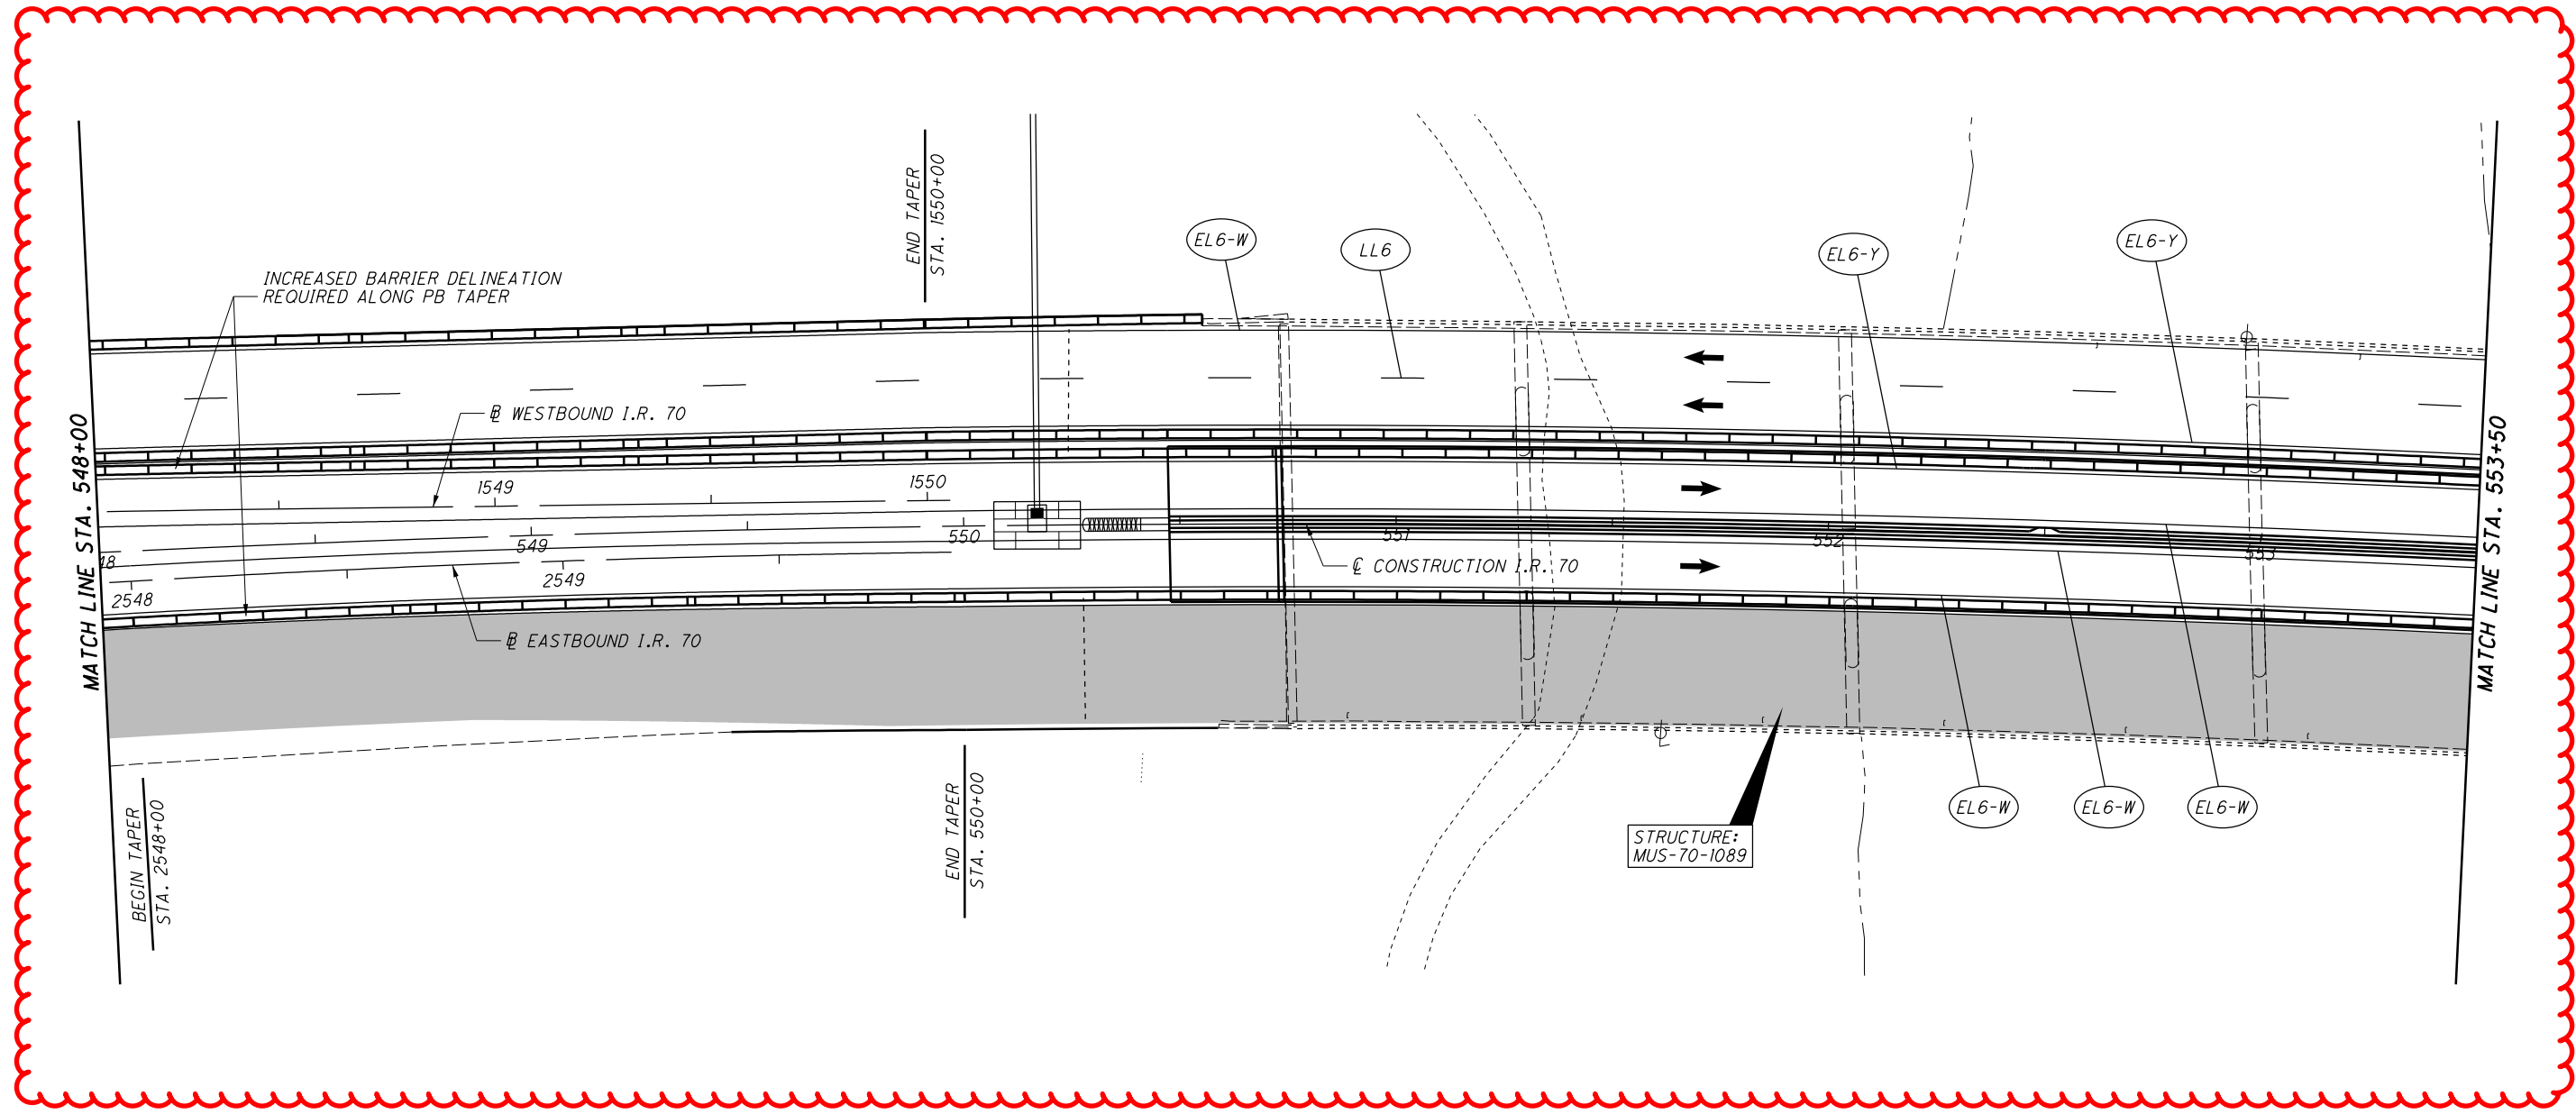 END TAPER
STA. 1550+00
EL6-W
LL6
EL6-Y
EL6-Y
INCREASED BARRIER DELINEATION
REQUIRED ALONG PB TAPER
MATCH LINE STA. 548+00
℄ WESTBOUND I.R. 70
1549
1550
549
550
551
552
553
48
2548
2549
℄ CONSTRUCTION I.R. 70
℄ EASTBOUND I.R. 70
MATCH LINE STA. 553+50
BEGIN TAPER
STA. 2548+00
END TAPER
STA. 550+00
STRUCTURE:
MUS-70-1089
EL6-W
EL6-W
EL6-W